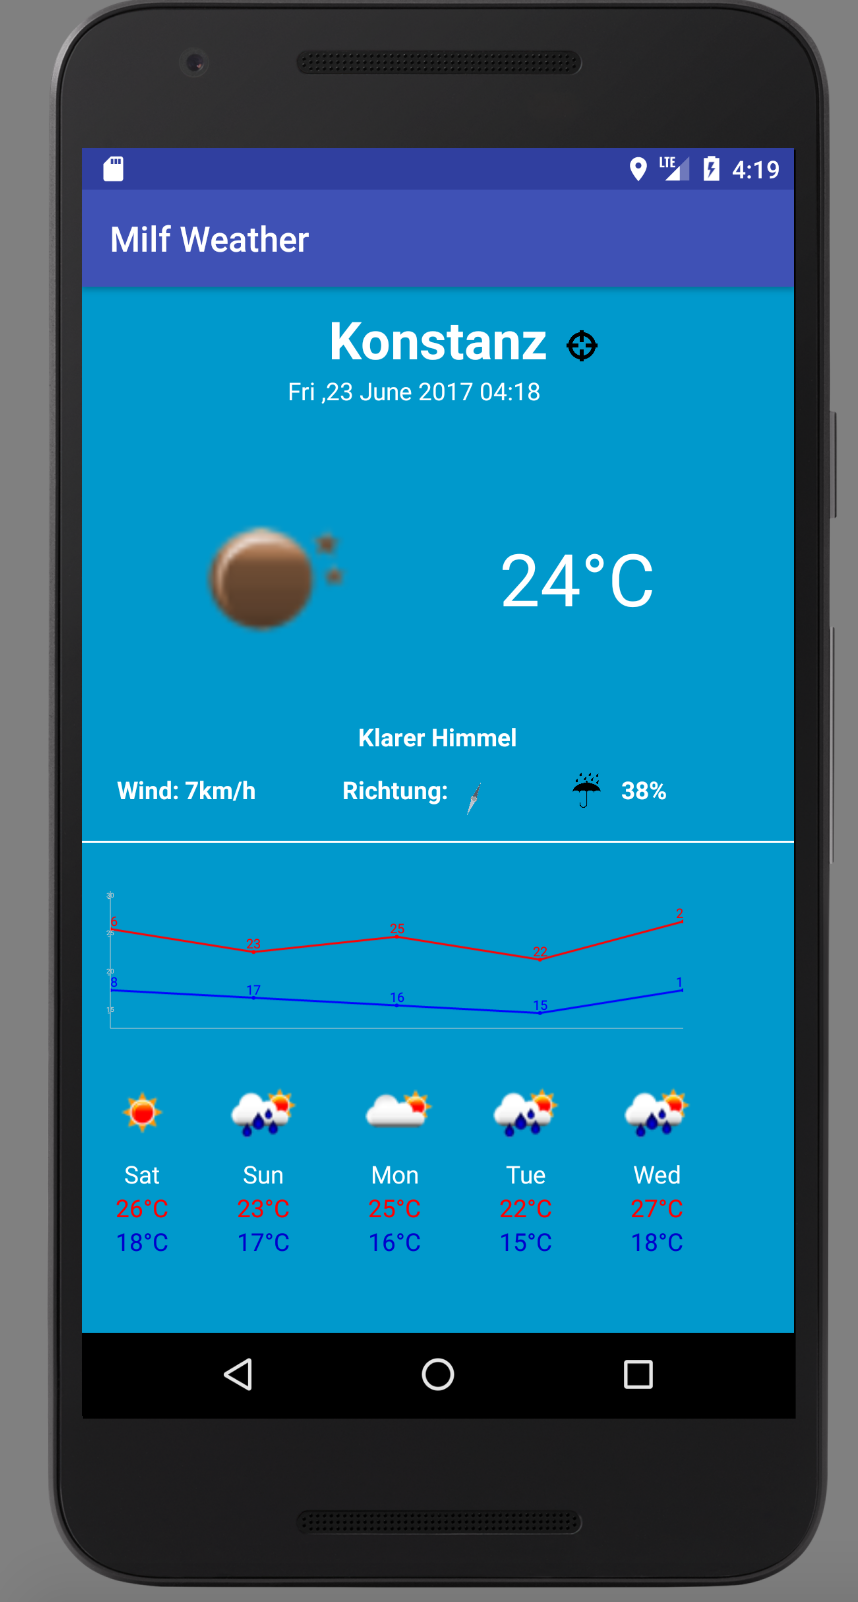 LTE 4:19
Milf Weather
Konstanz
Fri ,23 June 2017 04:18
24°C
Klarer Himmel
Wind: 7km/h Richtung: 38%
30
6 23 25 22 2
25
20
8 17 16 15 1
15
Sat Sun Mon Tue Wed
26°C 23°C 25°C 22°C 27°C
18°C 17°C 16°C 15°C 18°C